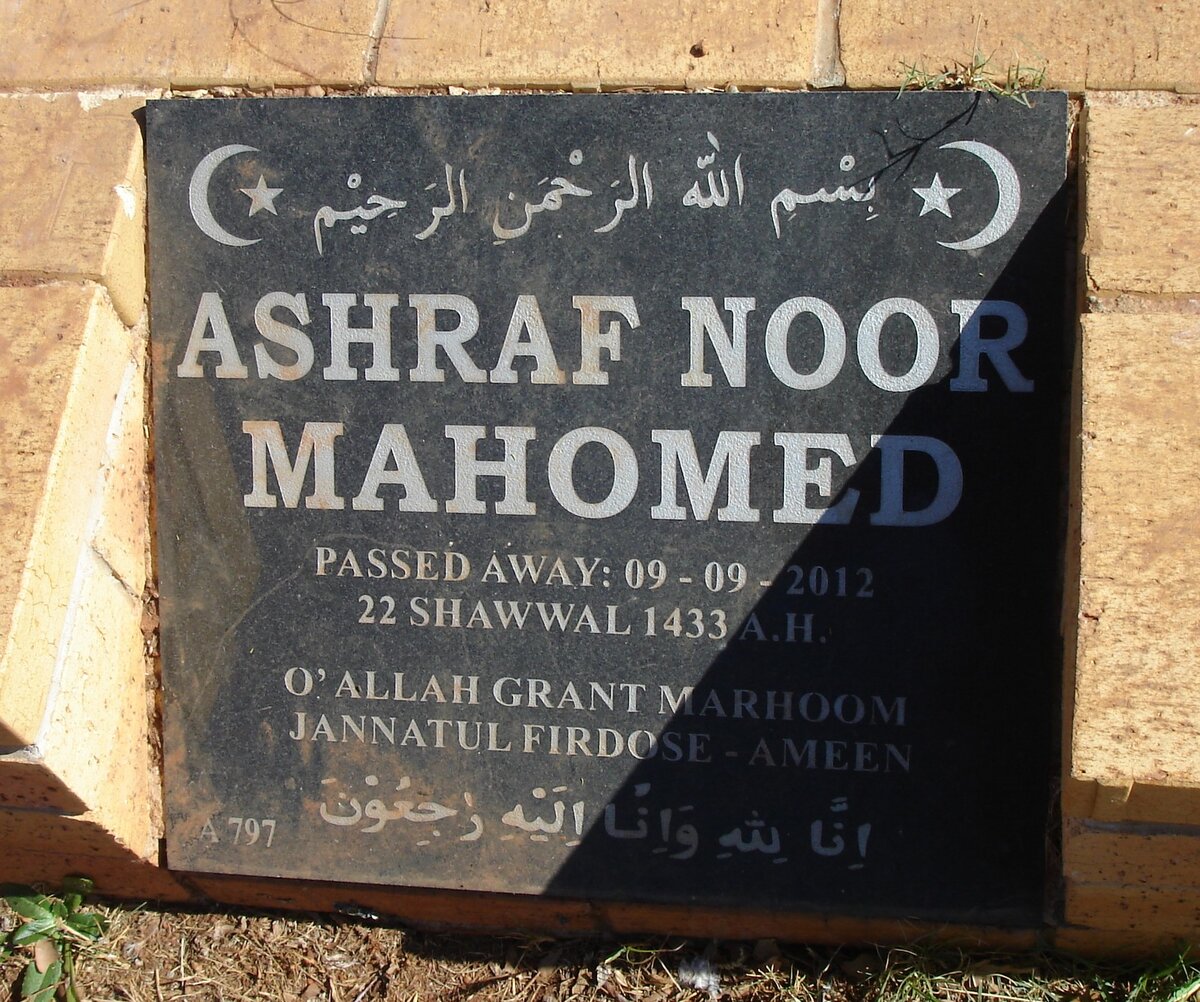 بِسْمِ اللّٰه الرَحْمَنِ الرَحِيْم
ASHRAF NOOR
MAHOMED
PASSED AWAY: 09 - 09 - 2012
22 SHAWWAL 1433 A.H.
O' ALLAH GRANT MARHOOM
JANNATUL FIRDOSE - AMEEN
اِنَّا لِلّٰهِ وَاِنَّا اِلَيْهِ رٰجِعُوْنَ
A 797